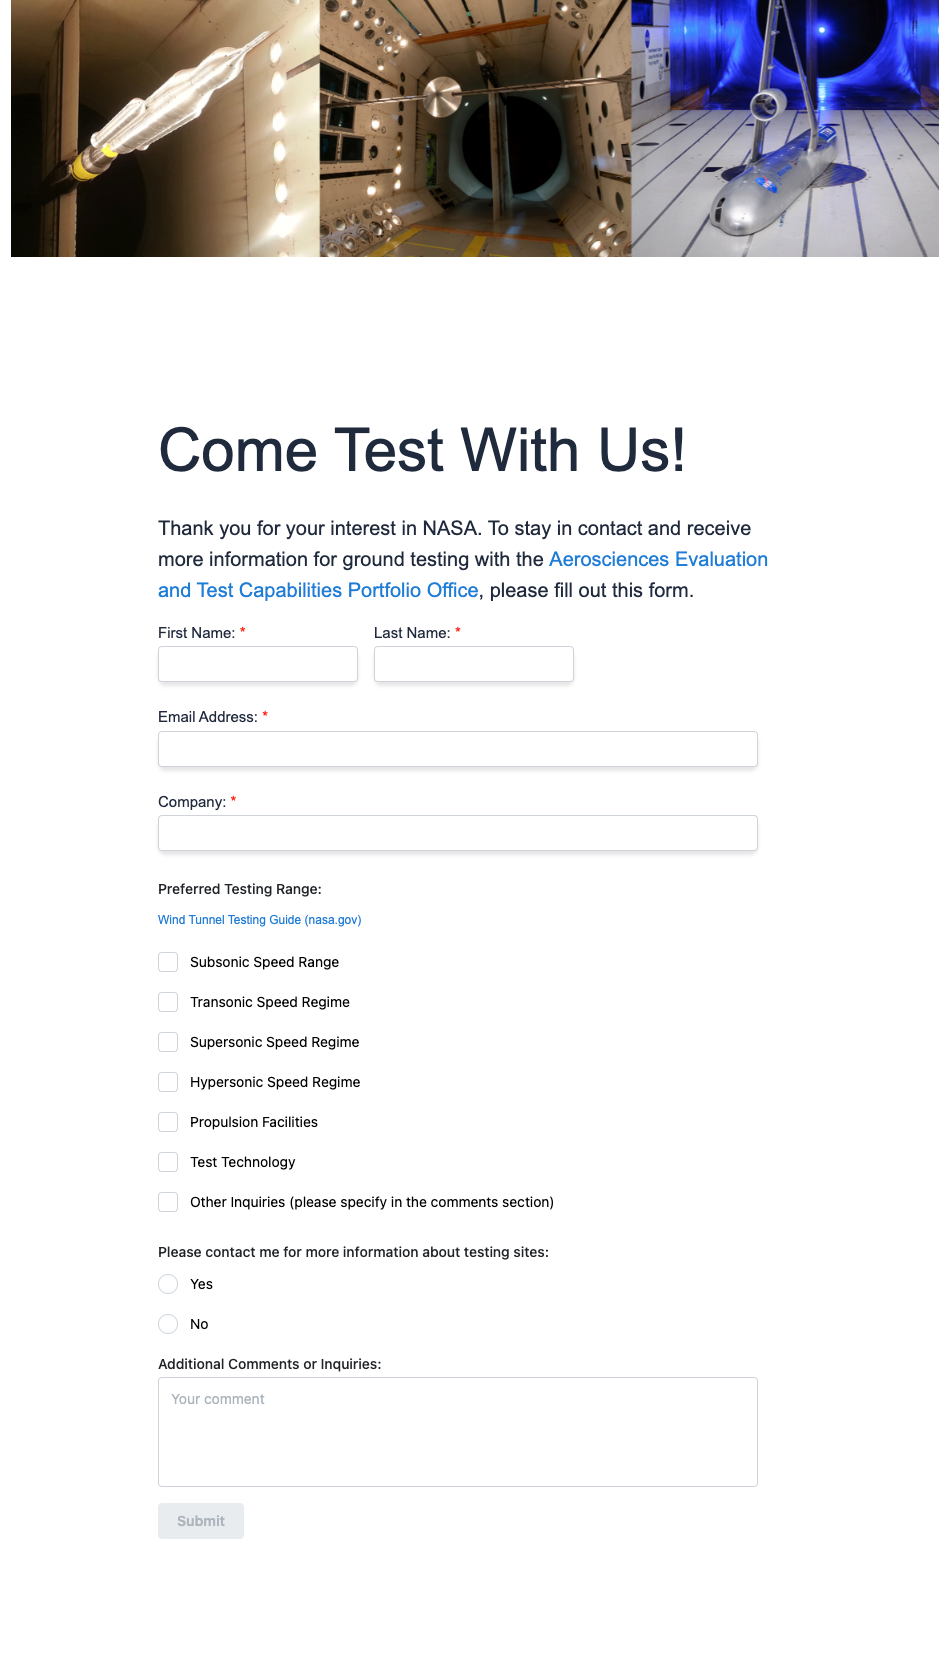 Come Test With Us!
Thank you for your interest in NASA. To stay in contact and receive
more information for ground testing with the Aerosciences Evaluation
and Test Capabilities Portfolio Office, please fill out this form.
First Name: * Last Name: *
Email Address: *
Company: *
Preferred Testing Range:
Wind Tunnel Testing Guide (nasa.gov)
Subsonic Speed Range
Transonic Speed Regime
Supersonic Speed Regime
Hypersonic Speed Regime
Propulsion Facilities
Test Technology
Other Inquiries (please specify in the comments section)
Please contact me for more information about testing sites:
Yes
No
Additional Comments or Inquiries:
Your comment
Submit